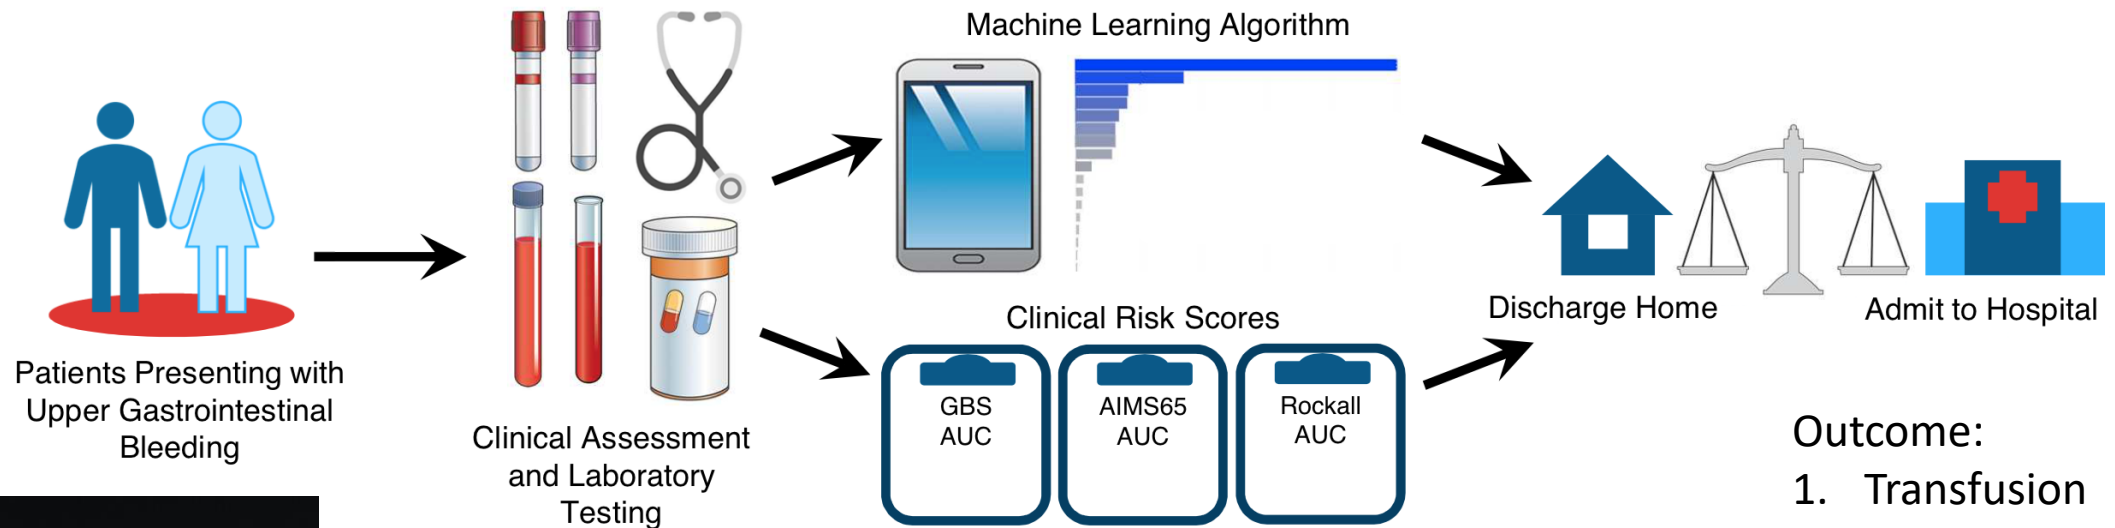 Machine Learning Algorithm
Patients Presenting with
Upper Gastrointestinal
Bleeding
Clinical Assessment
and Laboratory
Testing
Clinical Risk Scores
GBS
AUC
AIMS65
AUC
Rockall
AUC
Discharge Home
Admit to Hospital
Outcome:
1. Transfusion